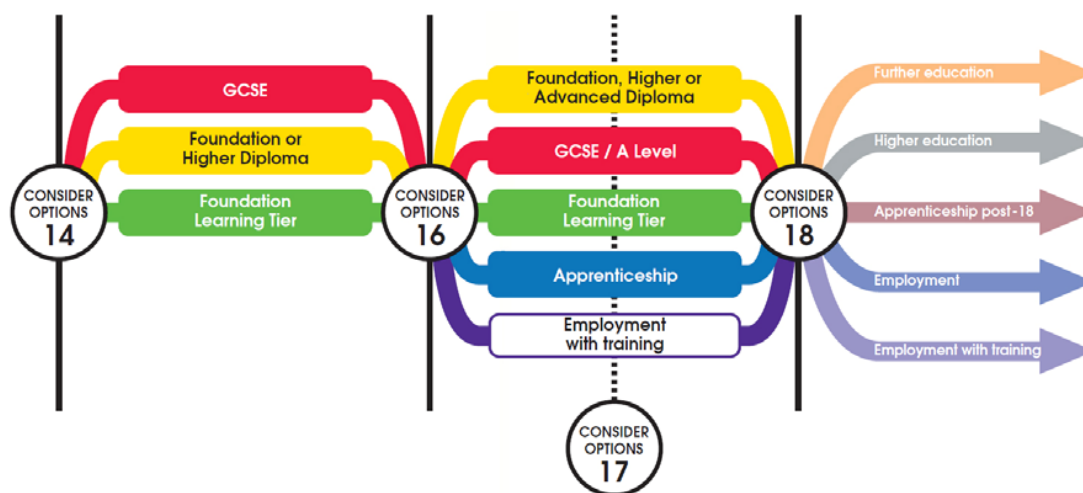 CONSIDER
OPTIONS
14
GCSE
Foundation or
Higher Diploma
Foundation
Learning Tier
CONSIDER
OPTIONS
16
Foundation, Higher or
Advanced Diploma
GCSE / A Level
Foundation
Learning Tier
Apprenticeship
Employment
with training
CONSIDER
OPTIONS
17
CONSIDER
OPTIONS
18
Further education
Higher education
Apprenticeship post-18
Employment
Employment with training